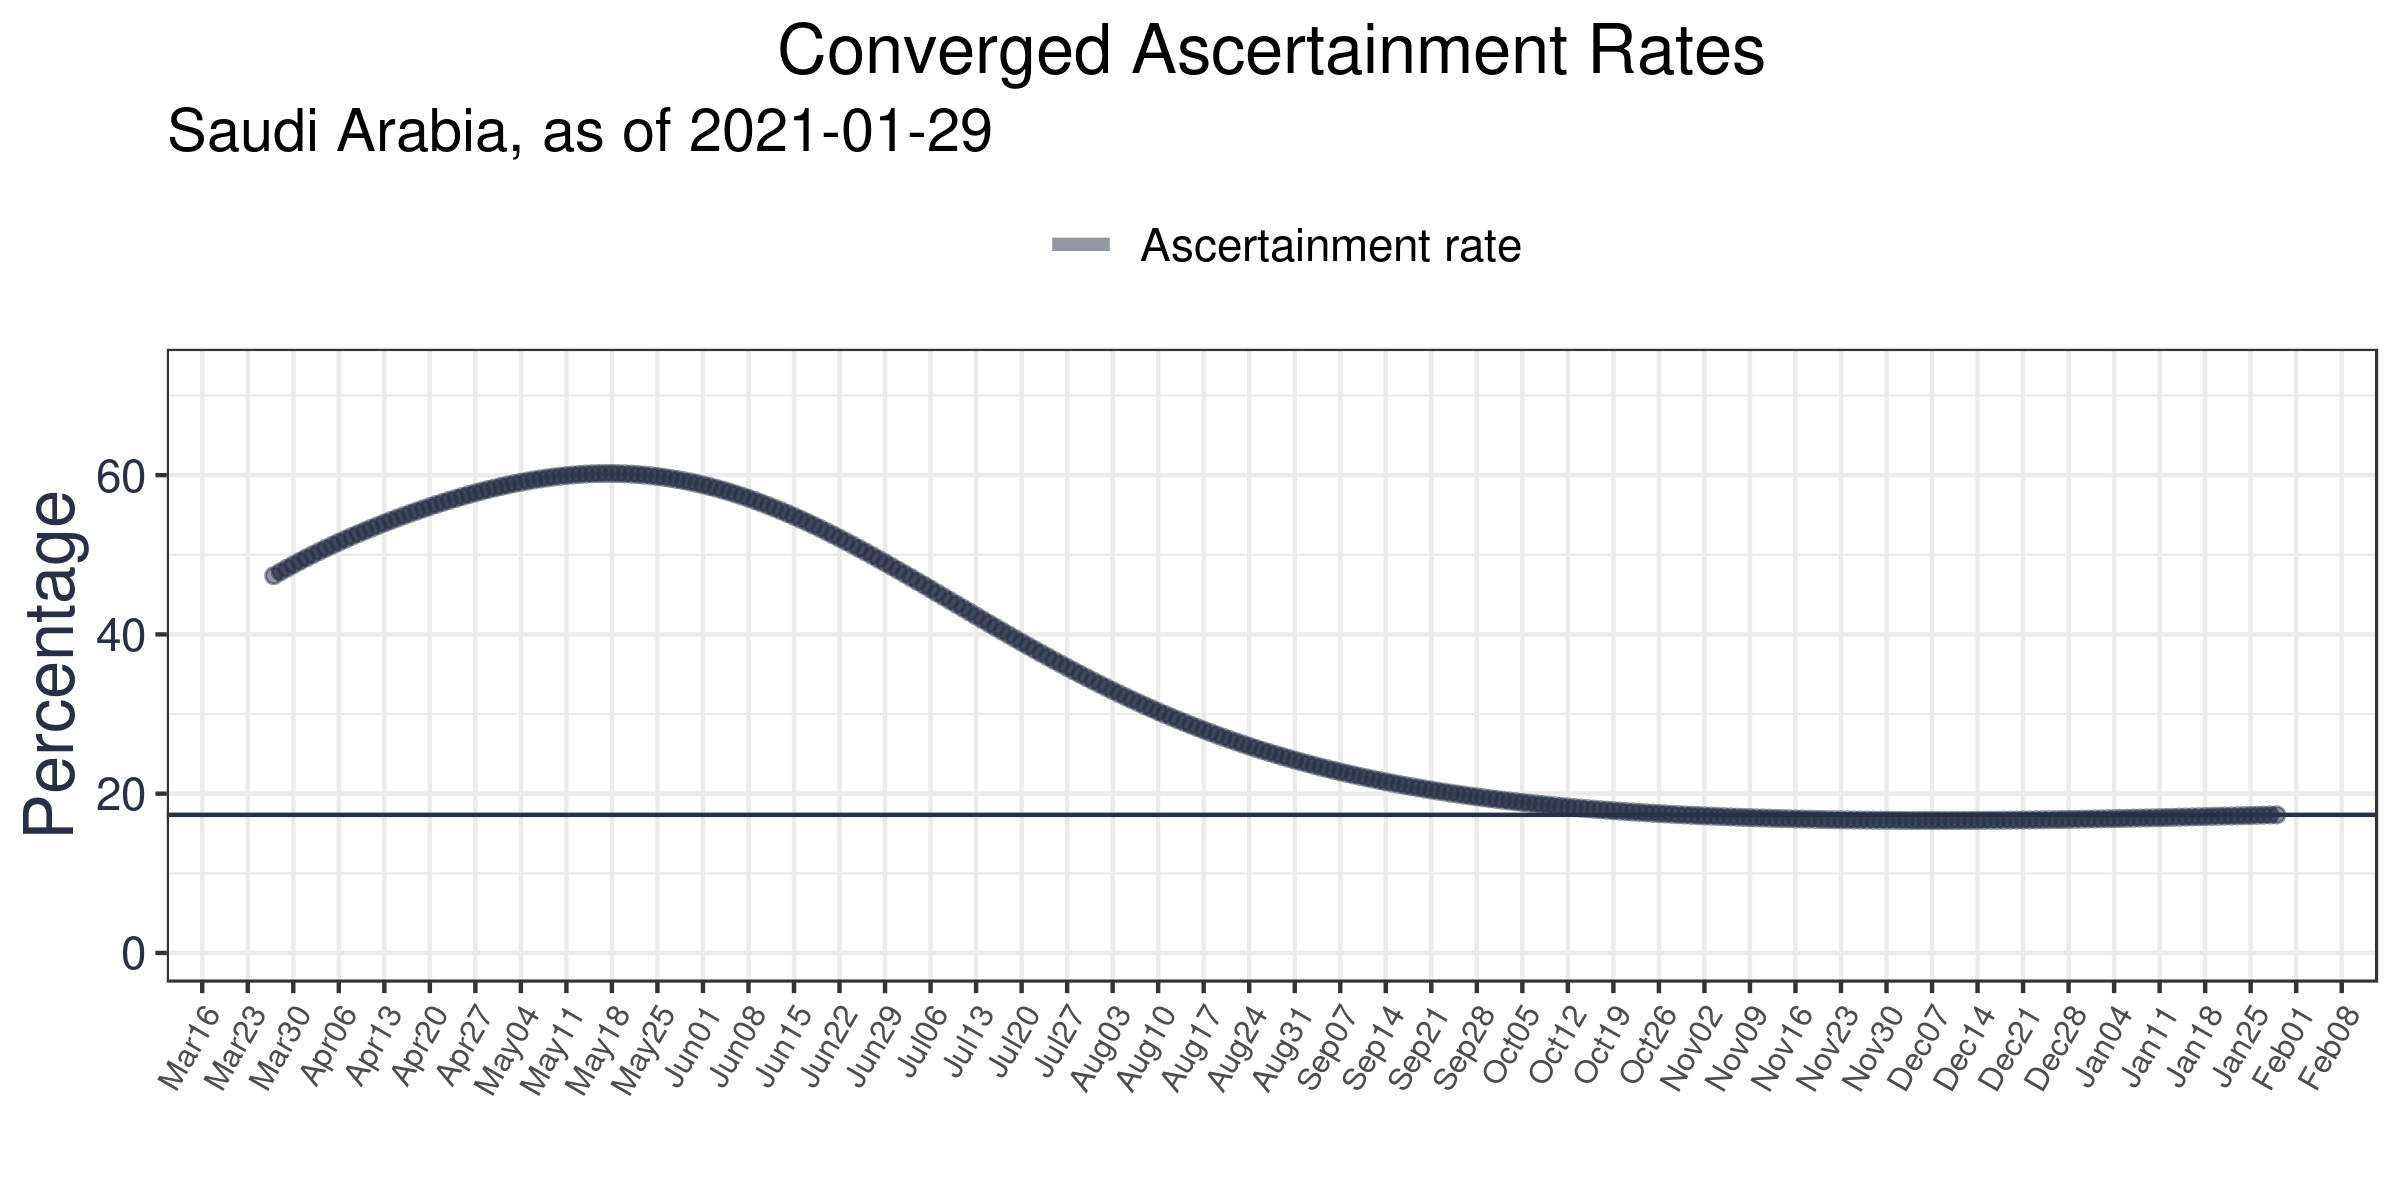 Converged Ascertainment Rates
Saudi Arabia, as of 2021-01-29
Ascertainment rate
Percentage
60
40
20
0
Mar16 Mar23 Mar30 Apr06 Apr13 Apr20 Apr27 May04 May11 May18 May25 Jun01 Jun08 Jun15 Jun22 Jun29 Jul06 Jul13 Jul20 Jul27 Aug03 Aug10 Aug17 Aug24 Aug31 Sep07 Sep14 Sep21 Sep28 Oct05 Oct12 Oct19 Oct26 Nov02 Nov09 Nov16 Nov23 Nov30 Dec07 Dec14 Dec21 Dec28 Jan04 Jan11 Jan18 Jan25 Feb01 Feb08